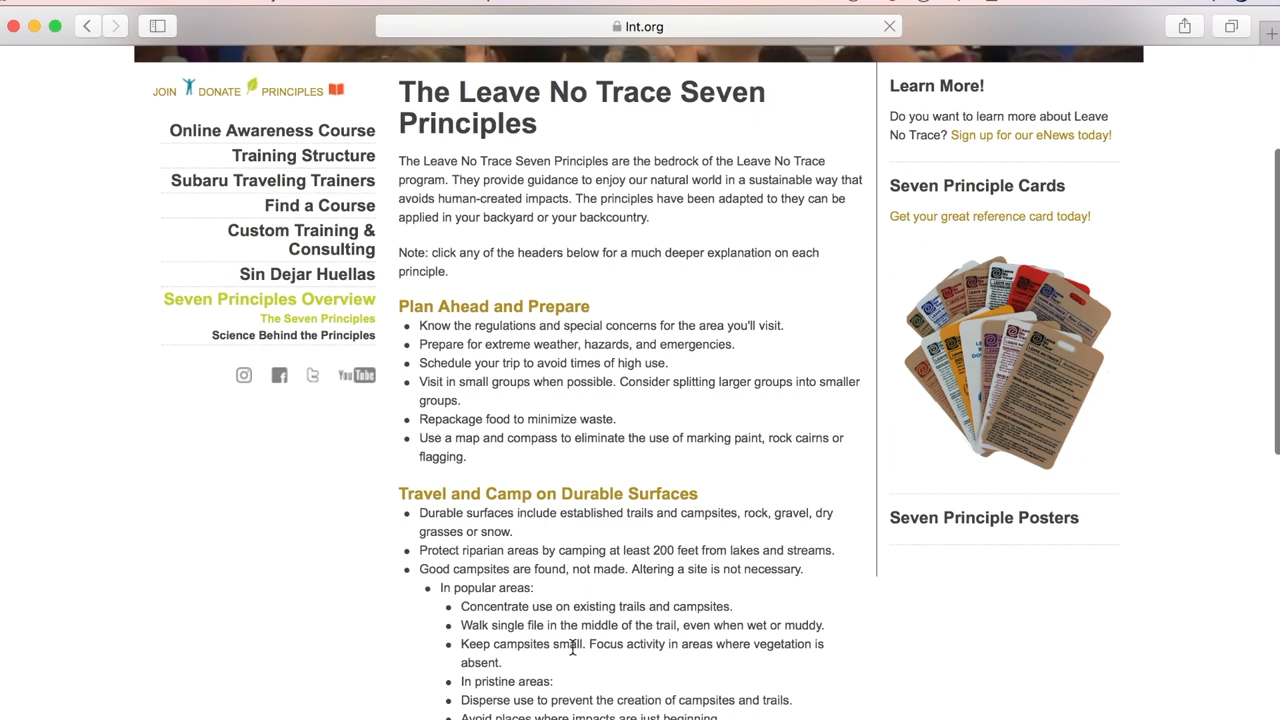 lnt.org
JOIN DONATE PRINCIPLES
Online Awareness Course
Training Structure
Subaru Traveling Trainers
Find a Course
Custom Training &
Consulting
Sin Dejar Huellas
Seven Principles Overview
The Seven Principles
Science Behind the Principles
You Tube
The Leave No Trace Seven
Principles
The Leave No Trace Seven Principles are the bedrock of the Leave No Trace
program. They provide guidance to enjoy our natural world in a sustainable way that
avoids human-created impacts. The principles have been adapted to they can be
applied in your backyard or your backcountry.
Note: click any of the headers below for a much deeper explanation on each
principle.
Plan Ahead and Prepare
• Know the regulations and special concerns for the area you'll visit.
• Prepare for extreme weather, hazards, and emergencies.
• Schedule your trip to avoid times of high use.
• Visit in small groups when possible. Consider splitting larger groups into smaller
groups.
• Repackage food to minimize waste.
• Use a map and compass to eliminate the use of marking paint, rock cairns or
flagging.
Travel and Camp on Durable Surfaces
• Durable surfaces include established trails and campsites, rock, gravel, dry
grasses or snow.
• Protect riparian areas by camping at least 200 feet from lakes and streams.
• Good campsites are found, not made. Altering a site is not necessary.
• In popular areas:
• Concentrate use on existing trails and campsites.
• Walk single file in the middle of the trail, even when wet or muddy.
• Keep campsites small. Focus activity in areas where vegetation is
absent.
• In pristine areas:
• Disperse use to prevent the creation of campsites and trails.
• Avoid places where impacts are just beginning.
Learn More!
Do you want to learn more about Leave
No Trace? Sign up for our eNews today!
Seven Principle Cards
Get your great reference card today!
Seven Principle Posters